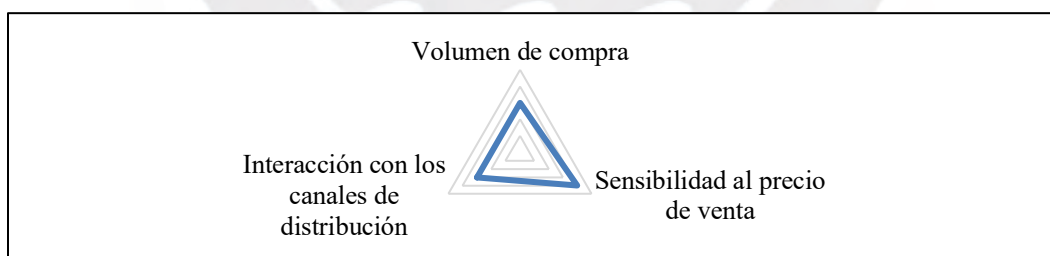 Volumen de compra
Interacción con los
canales de
distribución
Sensibilidad al precio
de venta